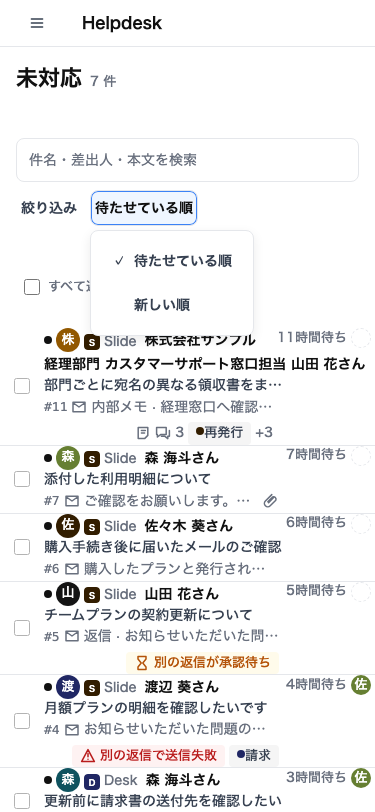 Helpdesk
未対応 7 件
件名・差出人・本文を検索
絞り込み 待たせている順
✓ 待たせている順
新しい順
すべて
株 S Slide 株式会社サンプル 11時間待ち
経理部門 カスタマーサポート窓口担当 山田 花さん
部門ごとに宛名の異なる領収書をま…
#11 内部メモ · 経理窓口へ確認…
3 再発行 +3
森 S Slide 森 海斗さん 7時間待ち
添付した利用明細について
#7 ご確認をお願いします。…
佐 S Slide 佐々木 葵さん 6時間待ち
購入手続き後に届いたメールのご確認
#6 購入したプランと発行され…
山 S Slide 山田 花さん 5時間待ち
チームプランの契約更新について
#5 返信 · お知らせいただいた問…
別の返信が承認待ち
渡 S Slide 渡辺 葵さん 4時間待ち 佐
月額プランの明細を確認したいです
#4 お知らせいただいた問題の…
別の返信で送信失敗 請求
森 D Desk 森 海斗さん 3時間待ち 佐
更新前に請求書の送付先を確認したい